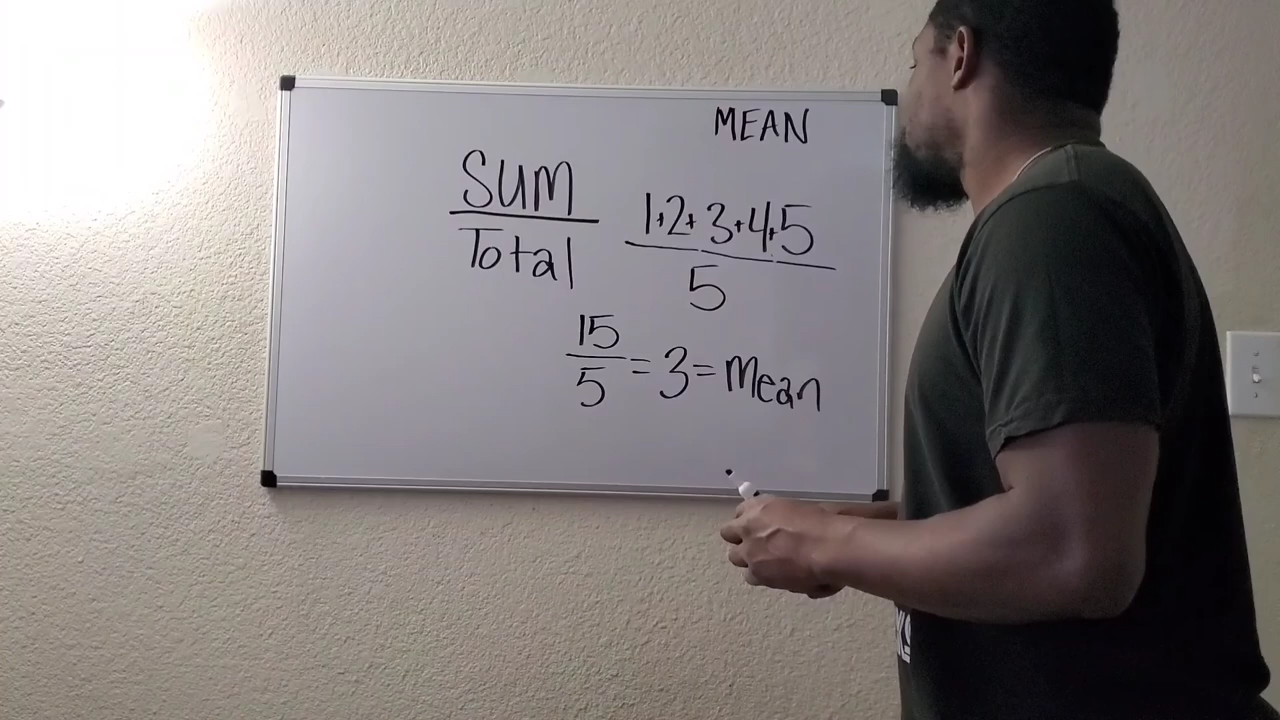 MEAN
SUM
Total
1+2+3+4+5
5
15
5
= 3 = Mean